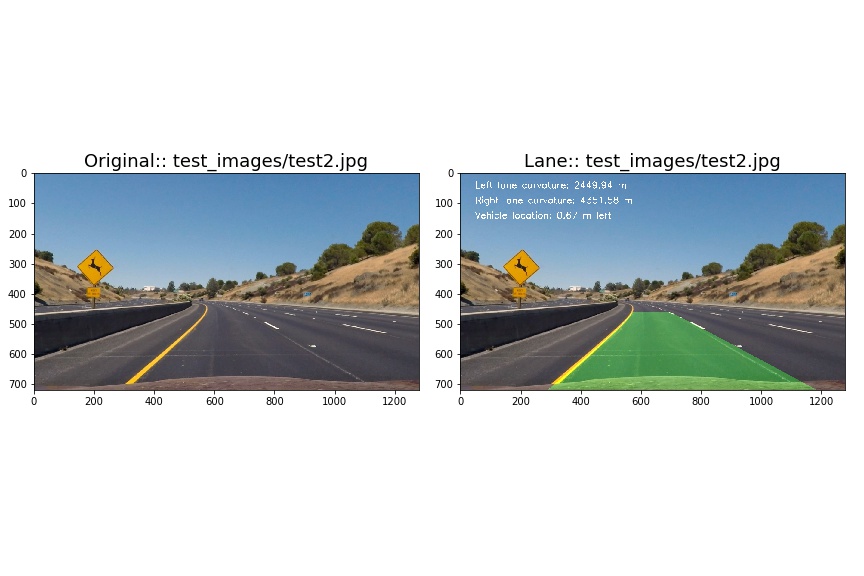 Original:: test_images/test2.jpg
Lane:: test_images/test2.jpg
0
100
200
300
400
500
600
700
0 200 400 600 800 1000 1200
0
100
200
300
400
500
600
700
0 200 400 600 800 1000 1200
Left lane curvature: 2449.94 m
Right lane curvature: 4351.58 m
Vehicle location: 0.67 m left